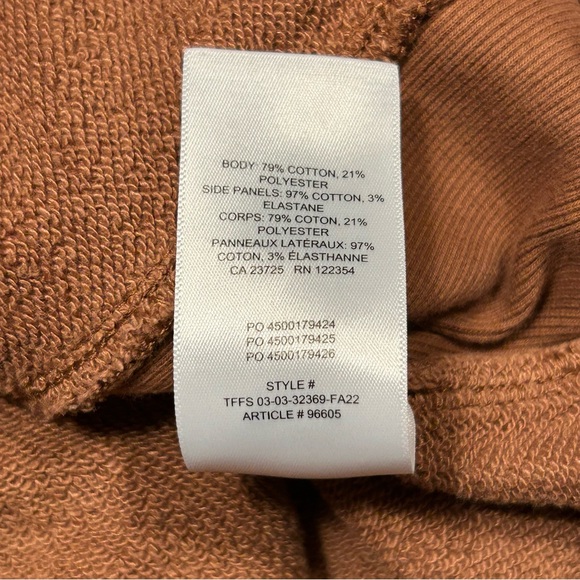 BODY: 79% COTTON, 21%
POLYESTER
SIDE PANELS: 97% COTTON, 3%
ELASTANE
CORPS: 79% COTON, 21%
POLYESTER
PANNEAUX LATÉRAUX: 97%
COTON, 3% ÉLASTHANNE
CA 23725 RN 122354
PO 4500179424
PO 4500179425
PO 4500179426
STYLE #
TFFS 03-03-32369-FA22
ARTICLE # 96605